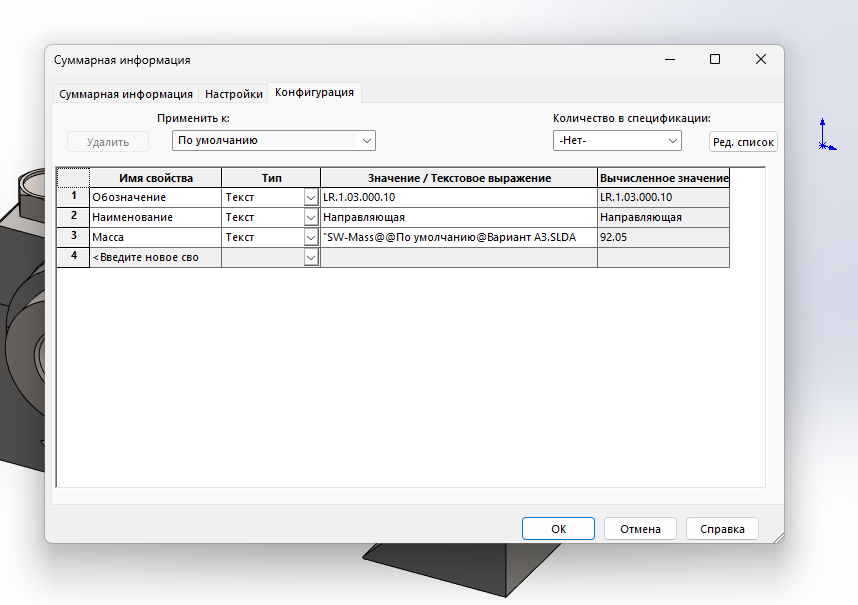 Суммарная информация
Суммарная информация Настройки Конфигурация
Применить к: Количество в спецификации:
Удалить По умолчанию -Нет- Ред. список
Имя свойства Тип Значение / Текстовое выражение Вычисленное значение
1 Обозначение Текст LR.1.03.000.10 LR.1.03.000.10
2 Наименование Текст Направляющая Направляющая
3 Масса Текст "SW-Mass@@По умолчанию@Вариант А3.SLDA 92.05
4 <Введите новое сво
ОК Отмена Справка